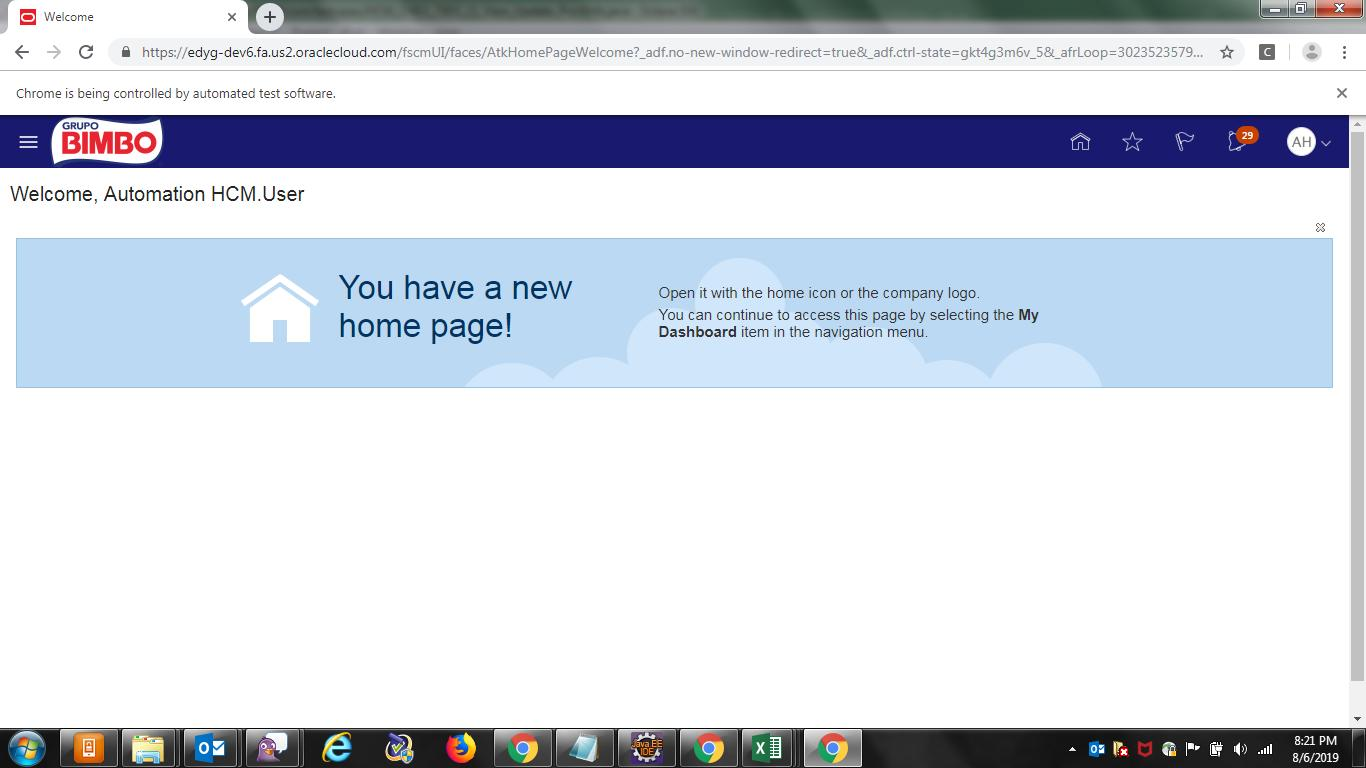 Welcome
https://edyg-dev6.fa.us2.oraclecloud.com/fscmUI/faces/AtkHomePageWelcome?_adf.no-new-window-redirect=true&_adf.ctrl-state=gkt4g3m6v_5&_afrLoop=3023523579...
C
Chrome is being controlled by automated test software.
GRUPO
BIMBO
29
AH
Welcome, Automation HCM.User
You have a new
home page!
Open it with the home icon or the company logo.
You can continue to access this page by selecting the My
Dashboard item in the navigation menu.
Java EE
IDE
8:21 PM
8/6/2019